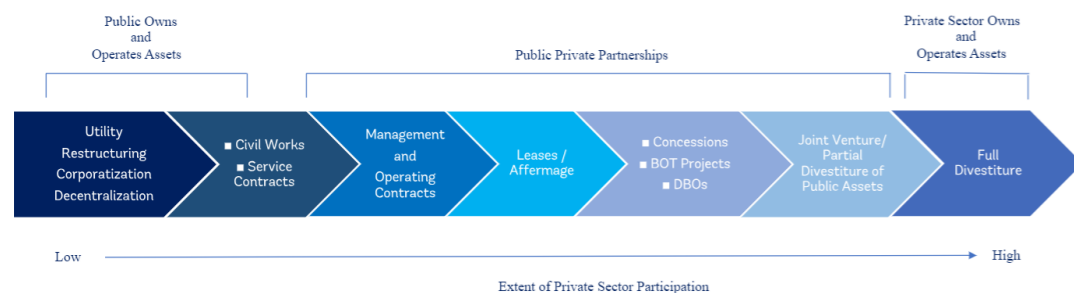 Public Owns
and
Operates Assets
Public Private Partnerships
Private Sector Owns
and
Operates Assets
Utility
Restructuring
Corporatization
Decentralization
■ Civil Works
■ Service
Contracts
Management
and
Operating
Contracts
Leases /
Affermage
■ Concessions
■ BOT Projects
■ DBOs
Joint Venture/
Partial
Divestiture of
Public Assets
Full
Divestiture
Low
High
Extent of Private Sector Participation